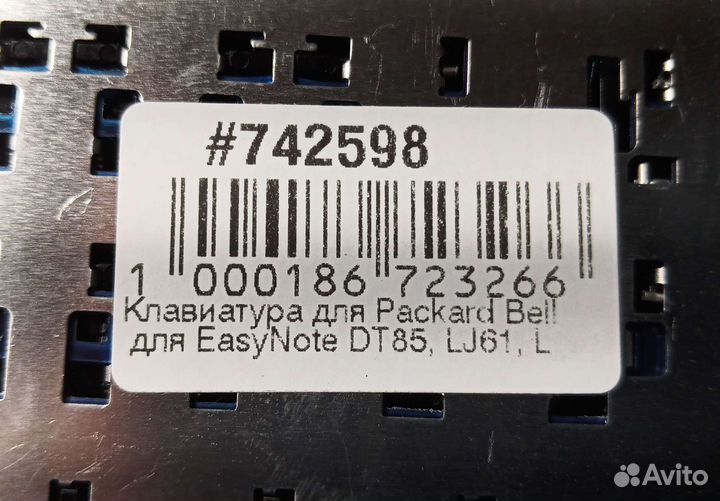 #742598
1 000186 723266
Клавиатура для Packard Bell
для EasyNote DT85, LJ61, L
Avito